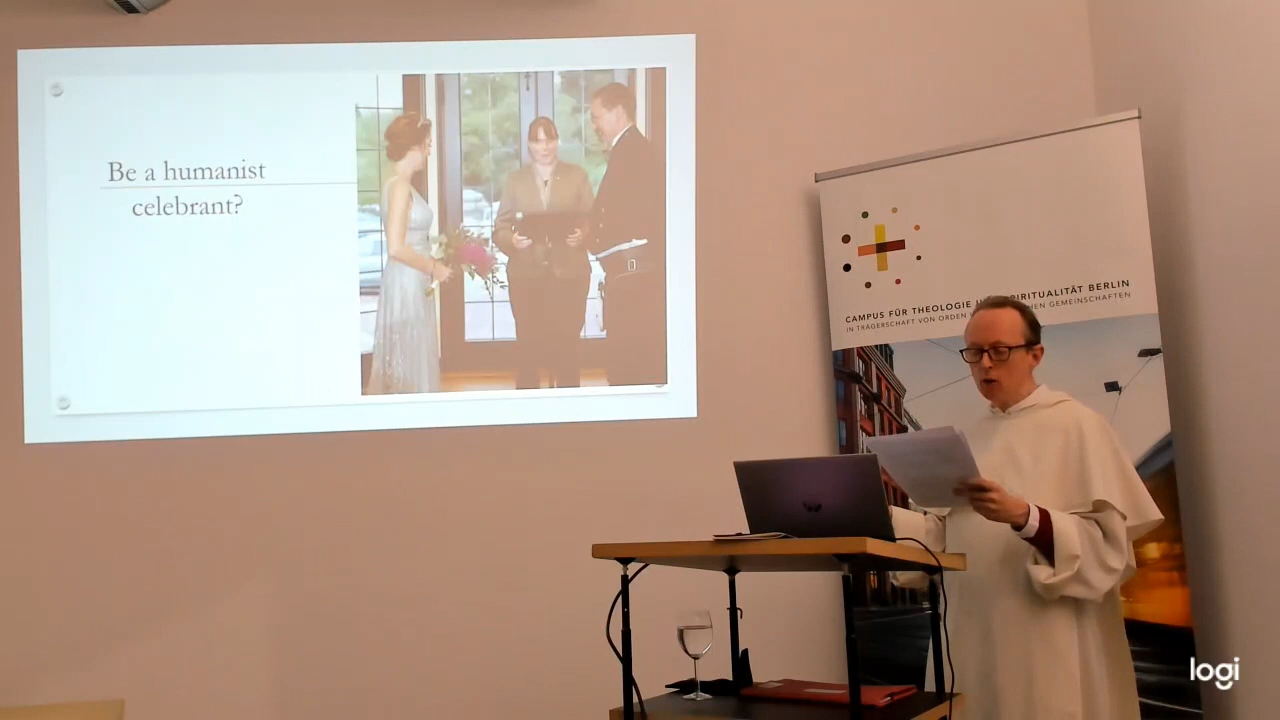 Be a humanist
celebrant?
CAMPUS FÜR THEOLOGIE SPIRITUALITÄT BERLIN
IN TRÄGERSCHAFT VON ORDEN GEMEINSCHAFTEN
logi